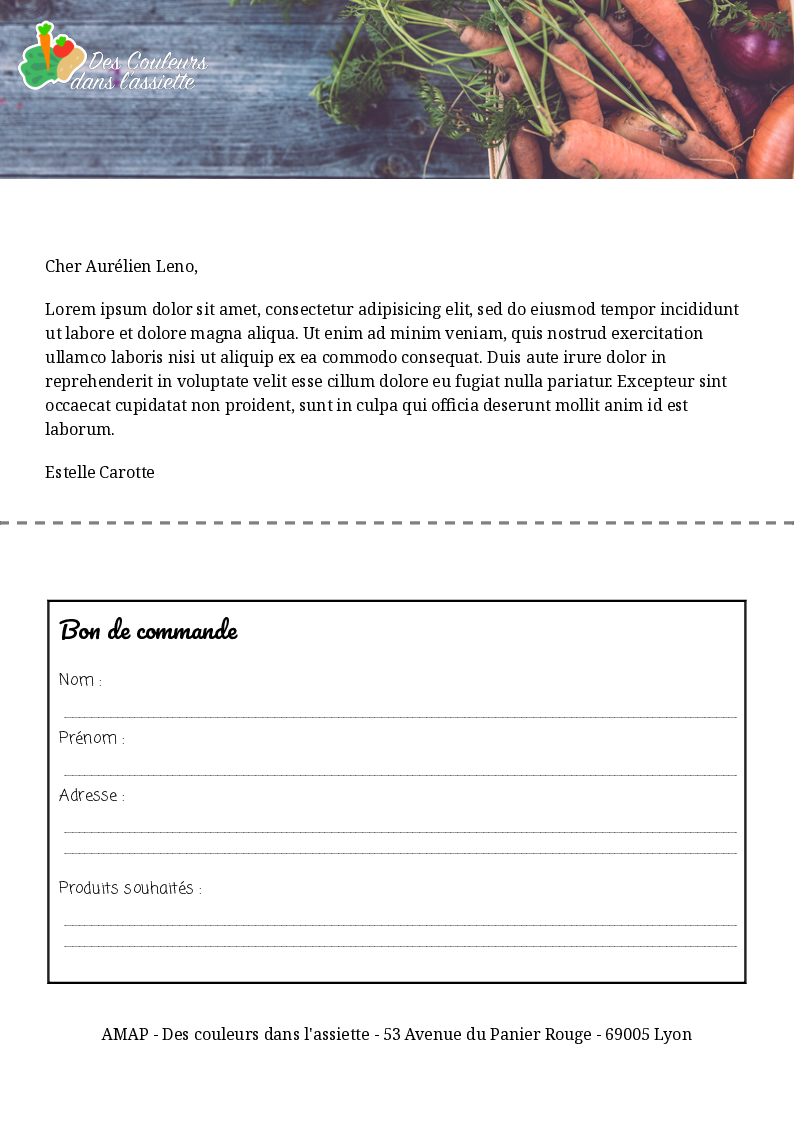 Des Couleurs
dans l'assiette
Cher Aurélien Leno,
Lorem ipsum dolor sit amet, consectetur adipisicing elit, sed do eiusmod tempor incididunt
ut labore et dolore magna aliqua. Ut enim ad minim veniam, quis nostrud exercitation
ullamco laboris nisi ut aliquip ex ea commodo consequat. Duis aute irure dolor in
reprehenderit in voluptate velit esse cillum dolore eu fugiat nulla pariatur. Excepteur sint
occaecat cupidatat non proident, sunt in culpa qui officia deserunt mollit anim id est
laborum.
Estelle Carotte
Bon de commande
Nom :
Prénom :
Adresse :
Produits souhaités :
AMAP - Des couleurs dans l'assiette - 53 Avenue du Panier Rouge - 69005 Lyon